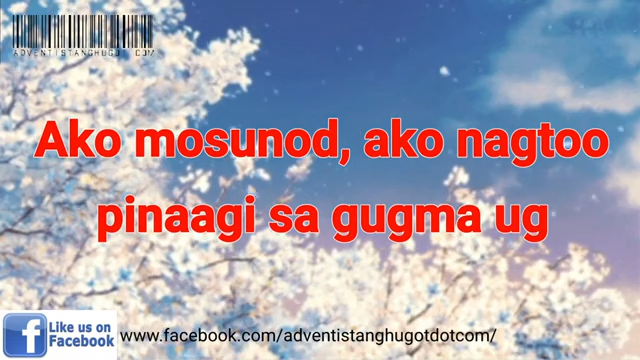 ADVENTISTANGHUGOT.COM
Ako mosunod, ako nagtoo
pinaagi sa gugma ug
Like us on
Facebook
www.facebook.com/adventistanghugotdotcom/